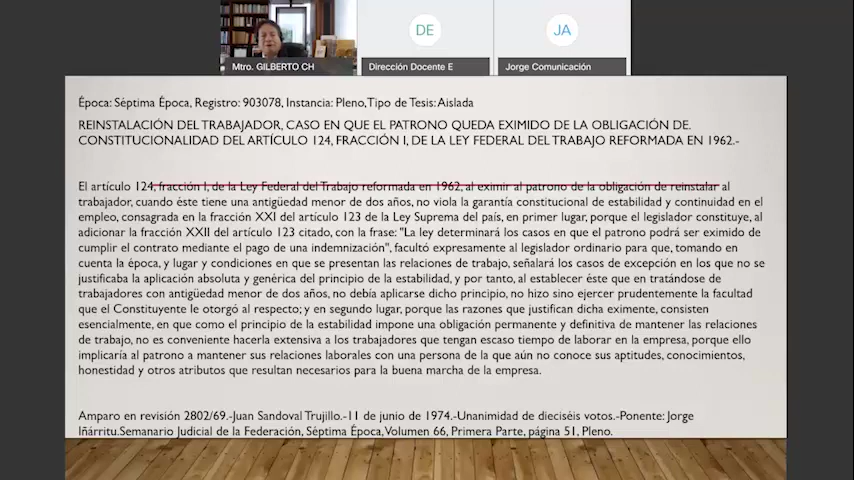 DE
JA
Mtro. GILBERTO CH
Dirección Docente E
Jorge Comunicación
Época: Séptima Época, Registro: 903078, Instancia: Pleno, Tipo de Tesis: Aislada
REINSTALACIÓN DEL TRABAJADOR, CASO EN QUE EL PATRONO QUEDA EXIMIDO DE LA OBLIGACIÓN DE.
CONSTITUCIONALIDAD DEL ARTÍCULO 124, FRACCIÓN I, DE LA LEY FEDERAL DEL TRABAJO REFORMADA EN 1962.-
El artículo 124, fracción I, de la Ley Federal del Trabajo reformada en 1962, al eximir al patrono de la obligación de reinstalar al
trabajador, cuando éste tiene una antigüedad menor de dos años, no viola la garantía constitucional de estabilidad y continuidad en el
empleo, consagrada en la fracción XXI del artículo 123 de la Ley Suprema del país, en primer lugar, porque el legislador constituye, al
adicionar la fracción XXII del artículo 123 citado, con la frase: "La ley determinará los casos en que el patrono podrá ser eximido de
cumplir el contrato mediante el pago de una indemnización", facultó expresamente al legislador ordinario para que, tomando en
cuenta la época, y lugar y condiciones en que se presentan las relaciones de trabajo, señalará los casos de excepción en los que no se
justificaba la aplicación absoluta y genérica del principio de la estabilidad, y por tanto, al establecer éste que en tratándose de
trabajadores con antigüedad menor de dos años, no debía aplicarse dicho principio, no hizo sino ejercer prudentemente la facultad
que el Constituyente le otorgó al respecto; y en segundo lugar, porque las razones que justifican dicha eximente, consisten
esencialmente, en que como el principio de la estabilidad impone una obligación permanente y definitiva de mantener las relaciones
de trabajo, no es conveniente hacerla extensiva a los trabajadores que tengan escaso tiempo de laborar en la empresa, porque ello
implicaría al patrono a mantener sus relaciones laborales con una persona de la que aún no conoce sus aptitudes, conocimientos,
honestidad y otros atributos que resultan necesarios para la buena marcha de la empresa.
Amparo en revisión 2802/69.-Juan Sandoval Trujillo.-11 de junio de 1974.-Unanimidad de dieciséis votos.-Ponente: Jorge
Iñárritu.Semanario Judicial de la Federación, Séptima Época, Volumen 66, Primera Parte, página 51, Pleno.